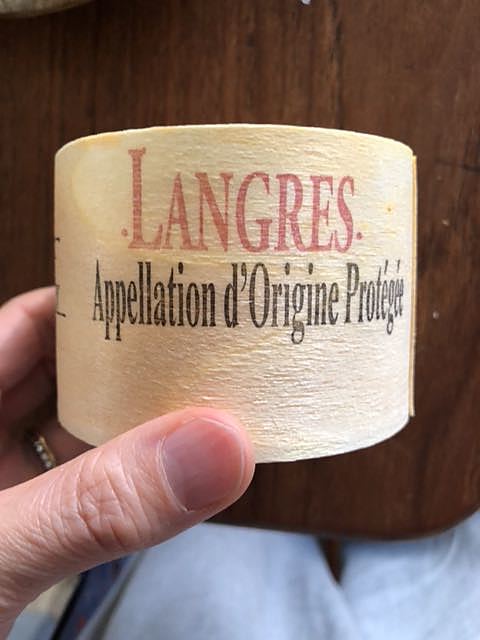 ·LANGRES·
Appellation d'Origine Protégée